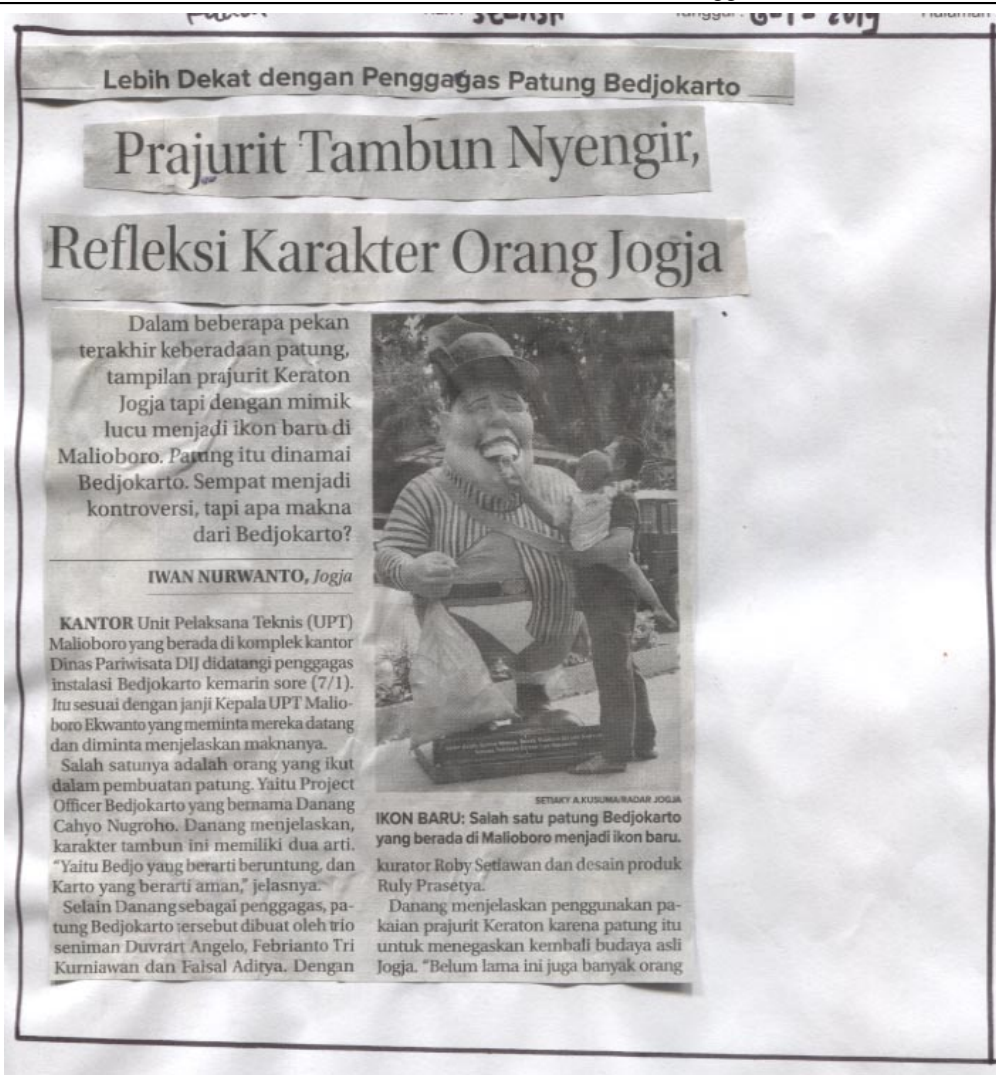 SELASA
8-1-2019
Lebih Dekat dengan Penggagas Patung Bedjokarto
Prajurit Tambun Nyengir,
Refleksi Karakter Orang Jogja
Dalam beberapa pekan
terakhir keberadaan patung,
tampilan prajurit Keraton
Jogja tapi dengan mimik
lucu menjadi ikon baru di
Malioboro. Patung itu dinamai
Bedjokarto. Sempat menjadi
kontroversi, tapi apa makna
dari Bedjokarto?
IWAN NURWANTO, Jogja
KANTOR Unit Pelaksana Teknis (UPT)
Malioboro yang berada di komplek kantor
Dinas Pariwisata DIJ didatangi penggagas
instalasi Bedjokarto kemarin sore (7/1).
Itu sesuai dengan janji Kepala UPT Malio-
boro Ekwanto yang meminta mereka datang
dan diminta menjelaskan maknanya.
Salah satunya adalah orang yang ikut
dalam pembuatan patung. Yaitu Project
Officer Bedjokarto yang bernama Danang
Cahyo Nugroho. Danang menjelaskan,
karakter tambun ini memiliki dua arti.
“Yaitu Bedjo yang berarti beruntung, dan
Karto yang berarti aman,” jelasnya.
Selain Danang sebagai penggagas, pa-
tung Bedjokarto tersebut dibuat oleh trio
seniman Duvrart Angelo, Febrianto Tri
Kurniawan dan Faisal Aditya. Dengan
SETIAKY A.KUSUMA/RADAR JOGJA
IKON BARU: Salah satu patung Bedjokarto
yang berada di Malioboro menjadi ikon baru.
kurator Roby Setiawan dan desain produk
Ruly Prasetya.
Danang menjelaskan penggunakan pa-
kaian prajurit Keraton karena patung itu
untuk menegaskan kembali budaya asli
Jogja. “Belum lama ini juga banyak orang